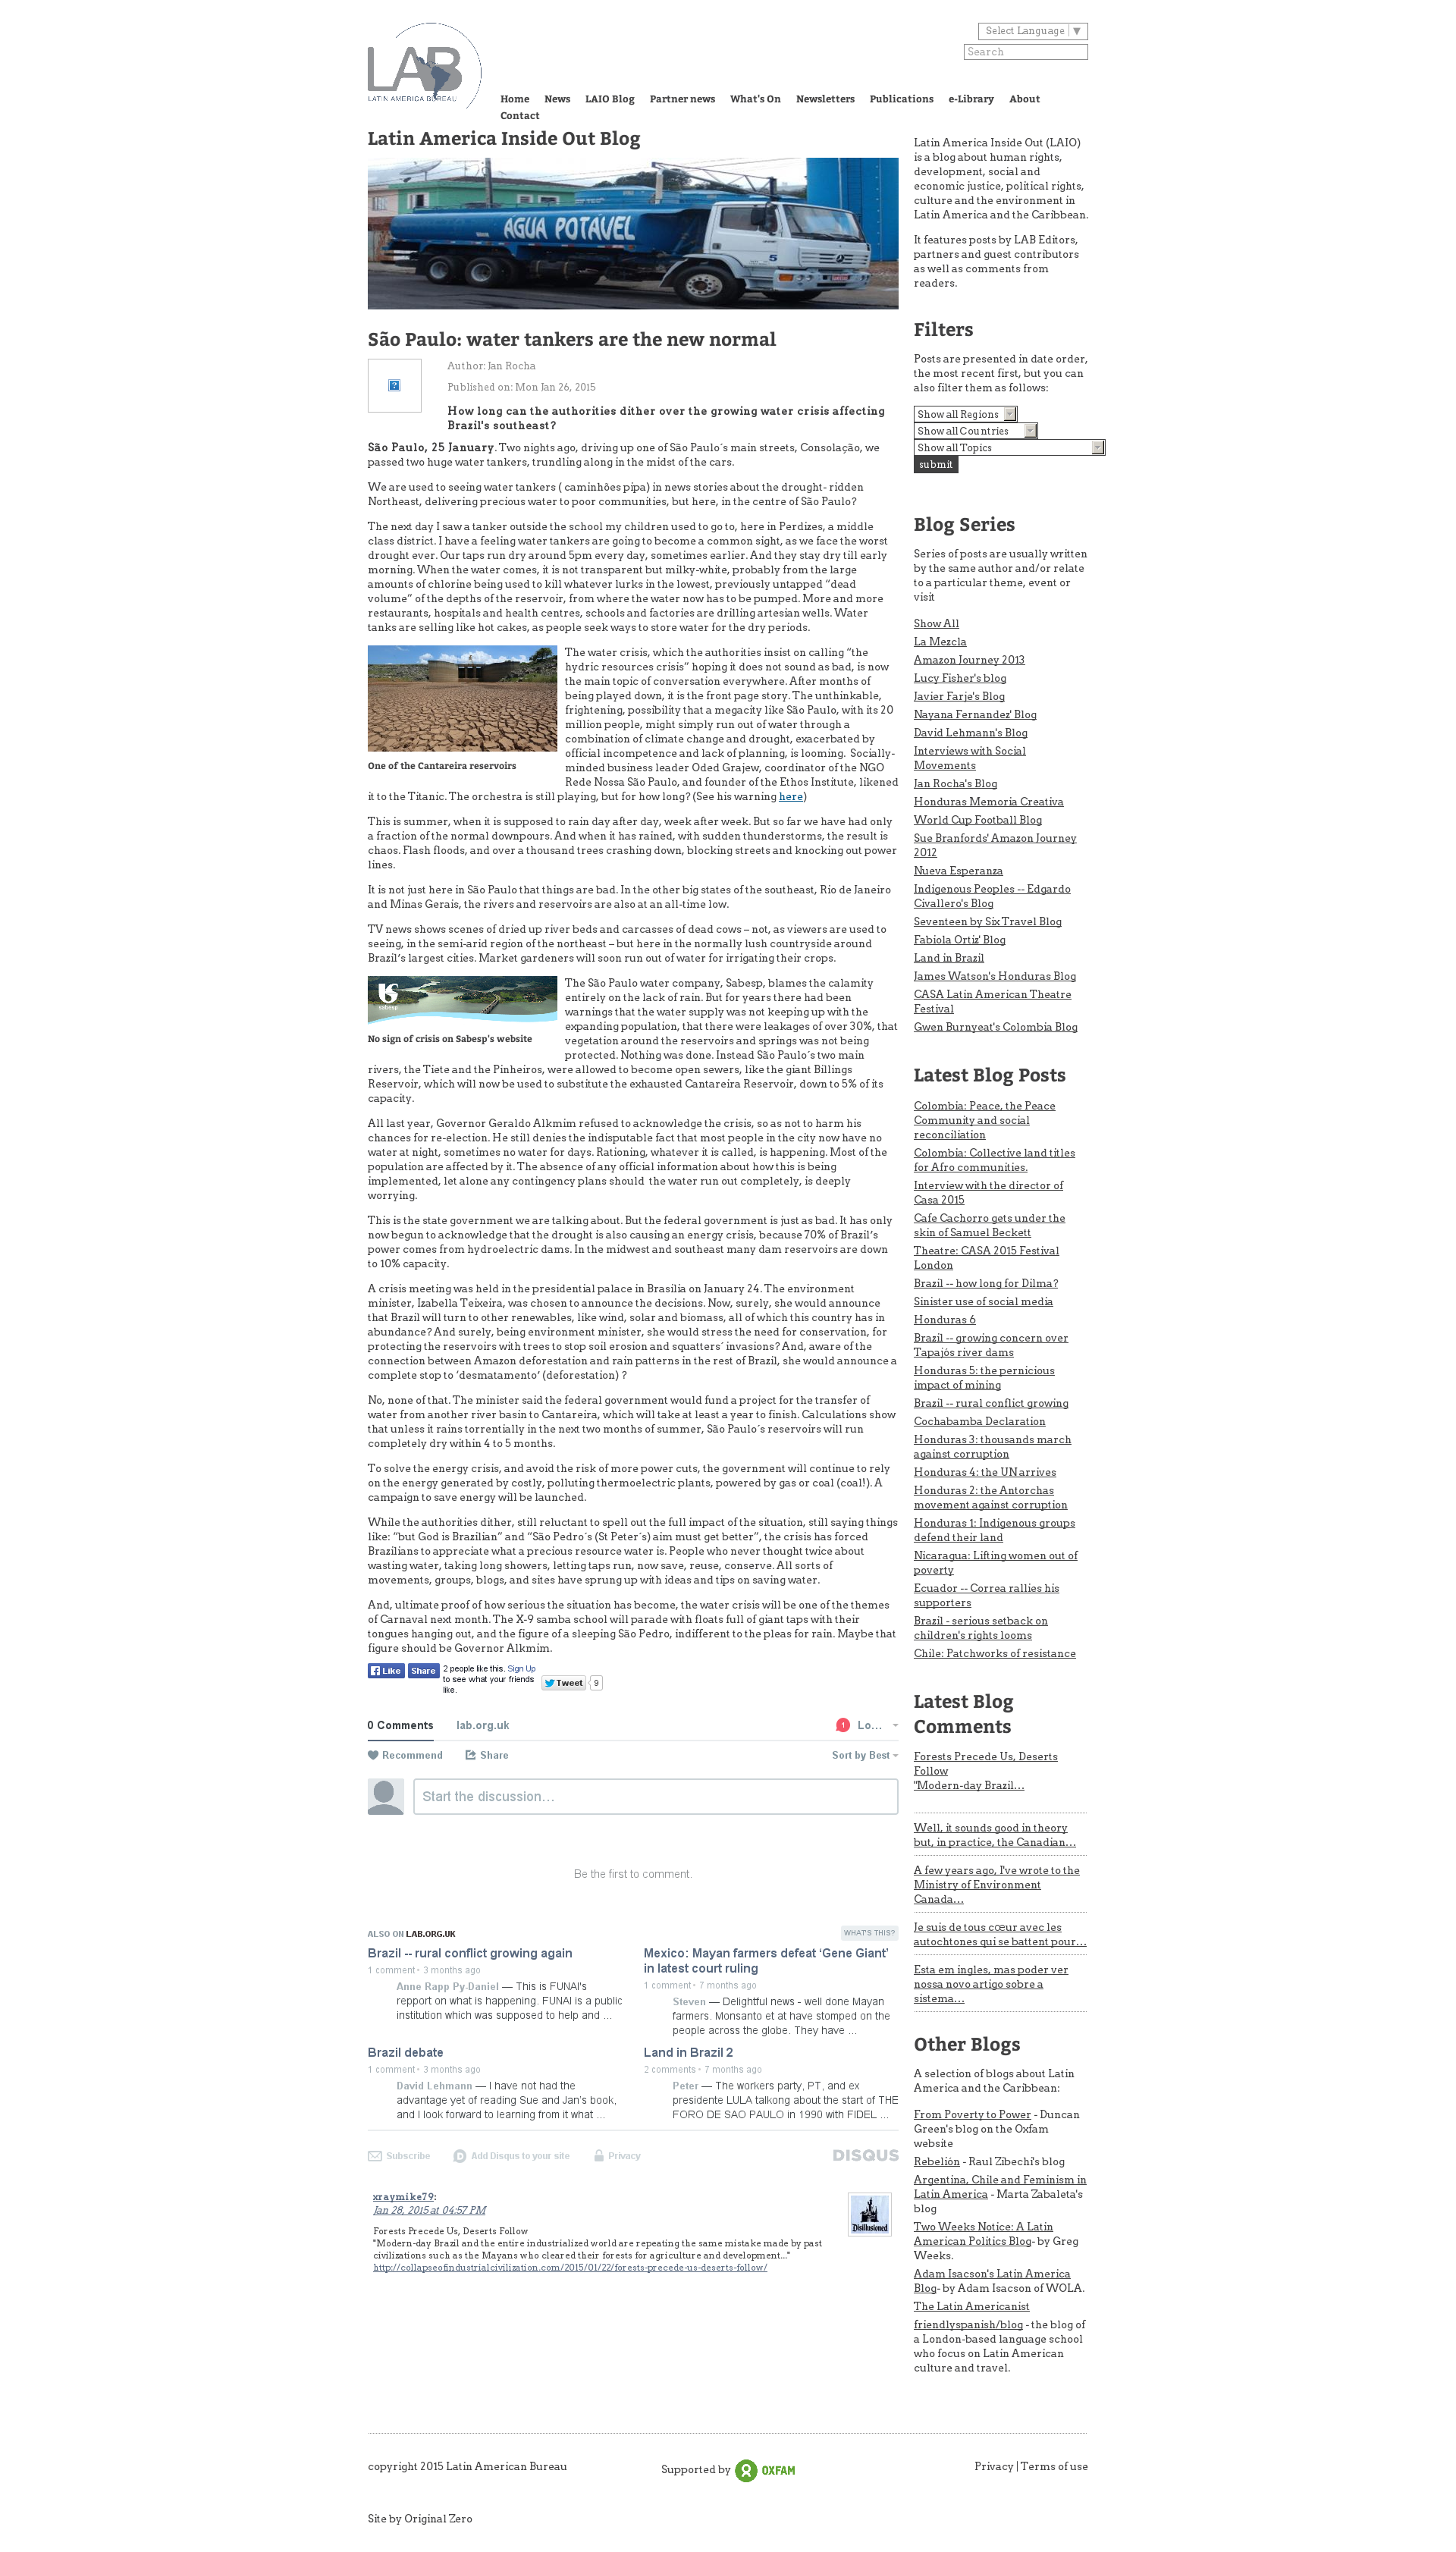 LAB
LATIN AMERICA BUREAU
Select Language ▼
Search
Home News LAIO Blog Partner news What's On Newsletters Publications e-Library About
Contact
Latin America Inside Out Blog
AGUA POTÁVEL
5
São Paulo: water tankers are the new normal
Author: Jan Rocha
Published on: Mon Jan 26, 2015
How long can the authorities dither over the growing water crisis affecting
Brazil's southeast?
São Paulo, 25 January. Two nights ago, driving up one of São Paulo´s main streets, Consolação, we
passed two huge water tankers, trundling along in the midst of the cars.
We are used to seeing water tankers ( caminhões pipa) in news stories about the drought- ridden
Northeast, delivering precious water to poor communities, but here, in the centre of São Paulo?
The next day I saw a tanker outside the school my children used to go to, here in Perdizes, a middle
class district. I have a feeling water tankers are going to become a common sight, as we face the worst
drought ever. Our taps run dry around 5pm every day, sometimes earlier. And they stay dry till early
morning. When the water comes, it is not transparent but milky-white, probably from the large
amounts of chlorine being used to kill whatever lurks in the lowest, previously untapped “dead
volume” of the depths of the reservoir, from where the water now has to be pumped. More and more
restaurants, hospitals and health centres, schools and factories are drilling artesian wells. Water
tanks are selling like hot cakes, as people seek ways to store water for the dry periods.
The water crisis, which the authorities insist on calling “the
hydric resources crisis” hoping it does not sound as bad, is now
the main topic of conversation everywhere. After months of
being played down, it is the front page story. The unthinkable,
frightening, possibility that a megacity like São Paulo, with its 20
million people, might simply run out of water through a
combination of climate change and drought, exacerbated by
official incompetence and lack of planning, is looming. Socially-
minded business leader Oded Grajew, coordinator of the NGO
Rede Nossa São Paulo, and founder of the Ethos Institute, likened
it to the Titanic. The orchestra is still playing, but for how long? (See his warning here)
One of the Cantareira reservoirs
This is summer, when it is supposed to rain day after day, week after week. But so far we have had only
a fraction of the normal downpours. And when it has rained, with sudden thunderstorms, the result is
chaos. Flash floods, and over a thousand trees crashing down, blocking streets and knocking out power
lines.
It is not just here in São Paulo that things are bad. In the other big states of the southeast, Rio de Janeiro
and Minas Gerais, the rivers and reservoirs are also at an all-time low.
TV news shows scenes of dried up river beds and carcasses of dead cows – not, as viewers are used to
seeing, in the semi-arid region of the northeast – but here in the normally lush countryside around
Brazil’s largest cities. Market gardeners will soon run out of water for irrigating their crops.
sabesp
No sign of crisis on Sabesp's website
The São Paulo water company, Sabesp, blames the calamity
entirely on the lack of rain. But for years there had been
warnings that the water supply was not keeping up with the
expanding population, that there were leakages of over 30%, that
vegetation around the reservoirs and springs was not being
protected. Nothing was done. Instead São Paulo´s two main
rivers, the Tiete and the Pinheiros, were allowed to become open sewers, like the giant Billings
Reservoir, which will now be used to substitute the exhausted Cantareira Reservoir, down to 5% of its
capacity.
All last year, Governor Geraldo Alkmim refused to acknowledge the crisis, so as not to harm his
chances for re-election. He still denies the indisputable fact that most people in the city now have no
water at night, sometimes no water for days. Rationing, whatever it is called, is happening. Most of the
population are affected by it. The absence of any official information about how this is being
implemented, let alone any contingency plans should the water run out completely, is deeply
worrying.
This is the state government we are talking about. But the federal government is just as bad. It has only
now begun to acknowledge that the drought is also causing an energy crisis, because 70% of Brazil’s
power comes from hydroelectric dams. In the midwest and southeast many dam reservoirs are down
to 10% capacity.
A crisis meeting was held in the presidential palace in Brasilia on January 24. The environment
minister, Izabella Teixeira, was chosen to announce the decisions. Now, surely, she would announce
that Brazil will turn to other renewables, like wind, solar and biomass, all of which this country has in
abundance? And surely, being environment minister, she would stress the need for conservation, for
protecting the reservoirs with trees to stop soil erosion and squatters´ invasions? And, aware of the
connection between Amazon deforestation and rain patterns in the rest of Brazil, she would announce a
complete stop to ‘desmatamento’ (deforestation) ?
No, none of that. The minister said the federal government would fund a project for the transfer of
water from another river basin to Cantareira, which will take at least a year to finish. Calculations show
that unless it rains torrentially in the next two months of summer, São Paulo´s reservoirs will run
completely dry within 4 to 5 months.
To solve the energy crisis, and avoid the risk of more power cuts, the government will continue to rely
on the energy generated by costly, polluting thermoelectric plants, powered by gas or coal (coal!). A
campaign to save energy will be launched.
While the authorities dither, still reluctant to spell out the full impact of the situation, still saying things
like: “but God is Brazilian” and “São Pedro´s (St Peter´s) aim must get better”, the crisis has forced
Brazilians to appreciate what a precious resource water is. People who never thought twice about
wasting water, taking long showers, letting taps run, now save, reuse, conserve. All sorts of
movements, groups, blogs, and sites have sprung up with ideas and tips on saving water.
And, ultimate proof of how serious the situation has become, the water crisis will be one of the themes
of Carnaval next month. The X-9 samba school will parade with floats full of giant taps with their
tongues hanging out, and the figure of a sleeping São Pedro, indifferent to the pleas for rain. Maybe that
figure should be Governor Alkmim.
Like Share 2 people like this. Sign Up
to see what your friends
like.
Tweet 9
0 Comments lab.org.uk 1 Lo...
Recommend Share Sort by Best
Start the discussion...
Be the first to comment.
ALSO ON LAB.ORG.UK WHAT'S THIS?
Brazil -- rural conflict growing again
1 comment • 3 months ago
Anne Rapp Py-Daniel — This is FUNAI's
repport on what is happening. FUNAI is a public
institution which was supposed to help and ...
Mexico: Mayan farmers defeat ‘Gene Giant’
in latest court ruling
1 comment • 7 months ago
Steven — Delightful news - well done Mayan
farmers. Monsanto et at have stomped on the
people across the globe. They have ...
Brazil debate
1 comment • 3 months ago
David Lehmann — I have not had the
advantage yet of reading Sue and Jan's book,
and I look forward to learning from it what ...
Land in Brazil 2
2 comments • 7 months ago
Peter — The workers party, PT, and ex
presidente LULA talkong about the start of THE
FORO DE SAO PAULO in 1990 with FIDEL ...
Subscribe Add Disqus to your site Privacy DISQUS
xraymike79:
Jan 28, 2015 at 04:57 PM
Forests Precede Us, Deserts Follow
"Modern-day Brazil and the entire industrialized world are repeating the same mistake made by past
civilizations such as the Mayans who cleared their forests for agriculture and development..."
http://collapseofindustrialcivilization.com/2015/01/22/forests-precede-us-deserts-follow/
Disillusioned
Latin America Inside Out (LAIO)
is a blog about human rights,
development, social and
economic justice, political rights,
culture and the environment in
Latin America and the Caribbean.
It features posts by LAB Editors,
partners and guest contributors
as well as comments from
readers.
Filters
Posts are presented in date order,
the most recent first, but you can
also filter them as follows:
Show all Regions
Show all Countries
Show all Topics
submit
Blog Series
Series of posts are usually written
by the same author and/or relate
to a particular theme, event or
visit
Show All
La Mezcla
Amazon Journey 2013
Lucy Fisher's blog
Javier Farje's Blog
Nayana Fernandez' Blog
David Lehmann's Blog
Interviews with Social
Movements
Jan Rocha's Blog
Honduras Memoria Creativa
World Cup Football Blog
Sue Branfords' Amazon Journey
2012
Nueva Esperanza
Indigenous Peoples -- Edgardo
Civallero's Blog
Seventeen by Six Travel Blog
Fabiola Ortiz' Blog
Land in Brazil
James Watson's Honduras Blog
CASA Latin American Theatre
Festival
Gwen Burnyeat's Colombia Blog
Latest Blog Posts
Colombia: Peace, the Peace
Community and social
reconciliation
Colombia: Collective land titles
for Afro communities.
Interview with the director of
Casa 2015
Cafe Cachorro gets under the
skin of Samuel Beckett
Theatre: CASA 2015 Festival
London
Brazil -- how long for Dilma?
Sinister use of social media
Honduras 6
Brazil -- growing concern over
Tapajós river dams
Honduras 5: the pernicious
impact of mining
Brazil -- rural conflict growing
Cochabamba Declaration
Honduras 3: thousands march
against corruption
Honduras 4: the UN arrives
Honduras 2: the Antorchas
movement against corruption
Honduras 1: Indigenous groups
defend their land
Nicaragua: Lifting women out of
poverty
Ecuador -- Correa rallies his
supporters
Brazil - serious setback on
children's rights looms
Chile: Patchworks of resistance
Latest Blog
Comments
Forests Precede Us, Deserts
Follow
"Modern-day Brazil...
Well, it sounds good in theory
but, in practice, the Canadian...
A few years ago, I've wrote to the
Ministry of Environment
Canada...
Je suis de tous cœur avec les
autochtones qui se battent pour...
Esta em ingles, mas poder ver
nossa novo artigo sobre a
sistema...
Other Blogs
A selection of blogs about Latin
America and the Caribbean:
From Poverty to Power - Duncan
Green's blog on the Oxfam
website
Rebelión - Raul Zibechi's blog
Argentina, Chile and Feminism in
Latin America - Marta Zabaleta's
blog
Two Weeks Notice: A Latin
American Politics Blog- by Greg
Weeks.
Adam Isacson's Latin America
Blog- by Adam Isacson of WOLA.
The Latin Americanist
friendlyspanish/blog - the blog of
a London-based language school
who focus on Latin American
culture and travel.
copyright 2015 Latin American Bureau Supported by OXFAM Privacy | Terms of use
Site by Original Zero